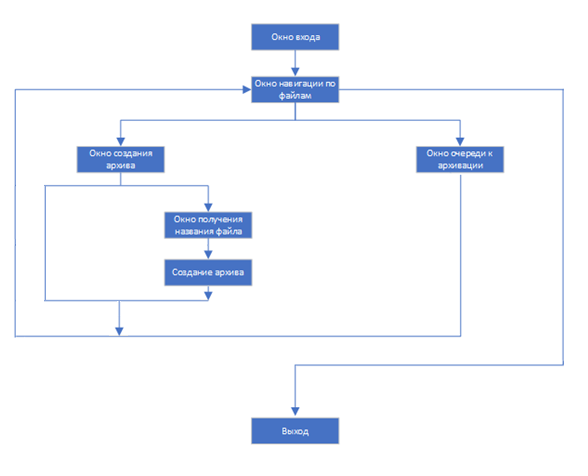 Окно входа
Окно навигации по
файлам
Окно создания
архива
Окно очереди к
архивации
Окно получения
названия файла
Создание архива
Выход